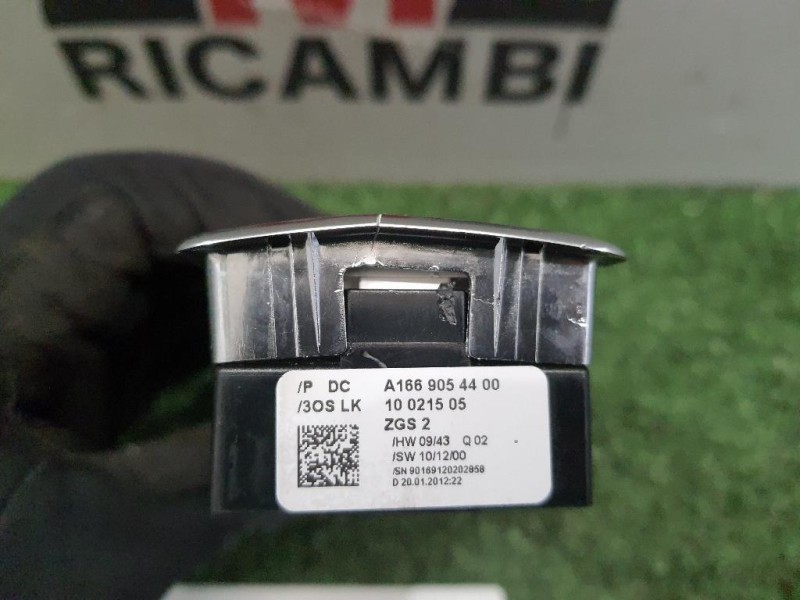 M
RICAMBI
/P DC A166 905 44 00
/3OS LK 10 0215 05
ZGS 2
/HW 09/43 Q 02
/SW 10/12/00
/SN 90169120202858
D 20.01.2012:22